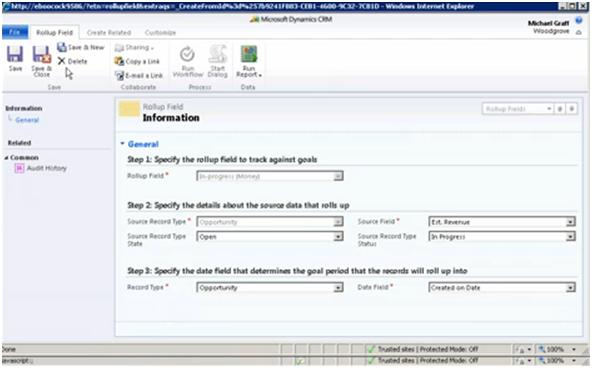 http://eboocock9586/?etn=rollupfield&extraqs=_CreateFromId%3d%257b9241F8B3-CEB1-4600-9C32-7CB1D - Windows Internet Explorer
Microsoft Dynamics CRM
File
Rollup Field
Create Related
Customize
Michael Graff
Woodgrove
Save
Save & Close
Save & New
Delete
Sharing
Copy a Link
E-mail a Link
Run Workflow
Start Dialog
Run Report
Save
Collaborate
Process
Data
Information
General
Related
Common
Audit History
Rollup Field
Information
Rollup Fields
General
Step 1: Specify the rollup field to track against goals
Rollup Field * In-progress (Money)
Step 2: Specify the details about the source data that rolls up
Source Record Type * Opportunity
Source Field * Est. Revenue
Source Record Type State Open
Source Record Type Status In Progress
Step 3: Specify the date field that determines the goal period that the records will roll up into
Record Type * Opportunity
Date Field * Created on Date
Done
Trusted sites | Protected Mode: Off
100%
javascript:;
Trusted sites | Protected Mode: Off
100%